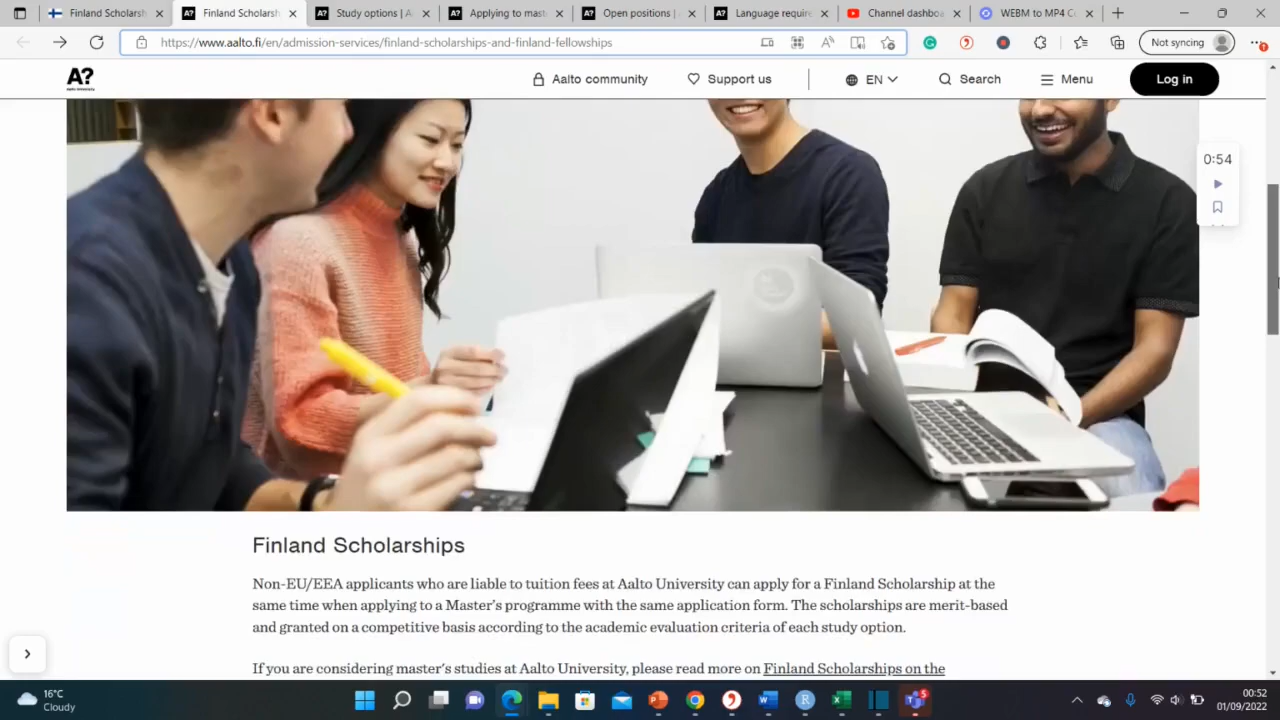 Finland Scholarsh
Finland Scholarsh
Study options | A
Applying to mast
Open positions | a
Language require
Channel dashboa
WEBM to MP4 Co
https://www.aalto.fi/en/admission-services/finland-scholarships-and-finland-fellowships
Not syncing
A?
Aalto community
Support us
EN
Search
Menu
Log in
0:54
Finland Scholarships
Non-EU/EEA applicants who are liable to tuition fees at Aalto University can apply for a Finland Scholarship at the
same time when applying to a Master's programme with the same application form. The scholarships are merit-based
and granted on a competitive basis according to the academic evaluation criteria of each study option.
If you are considering master's studies at Aalto University, please read more on Finland Scholarships on the
16°C
Cloudy
5
00:52
01/09/2022